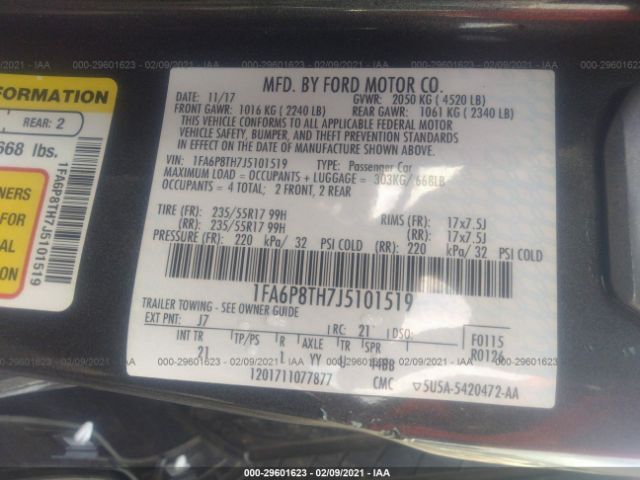 000-29601623 - 02/09/2021 - IAA
FORMATION
REAR: 2
668 lbs.
1FA6P8TH7J5101519
NERS
FOR
AL
MFD. BY FORD MOTOR CO.
DATE: 11/17 GVWR: 2050 KG ( 4520 LB)
FRONT GAWR: 1016 KG ( 2240 LB) REAR GAWR: 1061 KG ( 2340 LB)
THIS VEHICLE CONFORMS TO ALL APPLICABLE FEDERAL MOTOR
VEHICLE SAFETY, BUMPER, AND THEFT PREVENTION STANDARDS
IN EFFECT ON THE DATE OF MANUFACTURE SHOWN ABOVE.
VIN: 1FA6P8TH7J5101519 TYPE: Passenger Car
MAXIMUM LOAD = OCCUPANTS + LUGGAGE = 303KG/ 668LB
OCCUPANTS = 4 TOTAL; 2 FRONT, 2 REAR
TIRE (FR): 235/55R17 99H RIMS (FR): 17x7.5J
(RR): 235/55R17 99H (RR): 17x7.5J
PRESSURE (FR): 220 kPa/ 32 PSI COLD (RR): 220 kPa/ 32 PSI COLD
1FA6P8TH7J5101519
TRAILER TOWING - SEE OWNER GUIDE
EXT PNT: J7 RC: 21 DSO: F0115
INT TR TP/PS R AXLE TR SPR R0126
21 L YY U 14BB
1201711077877 CMC 5U5A-5420472-AA
000-29601623 - 02/09/2021 - IAA